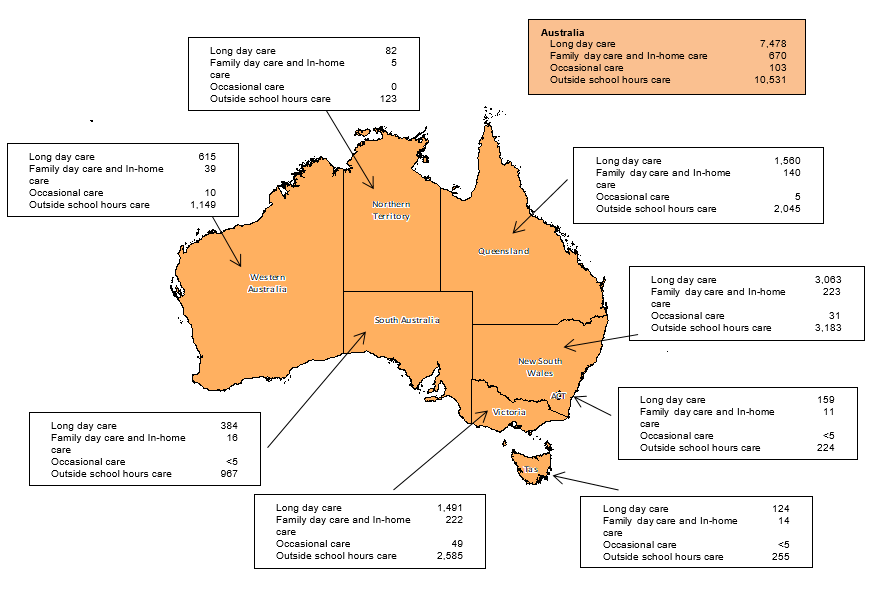 Australia
Long day care 7,478
Family day care and In-home care 670
Occasional care 103
Outside school hours care 10,531
Long day care 82
Family day care and In-home 5
care
Occasional care 0
Outside school hours care 123
Long day care 615
Family day care and In-home 39
care
Occasional care 10
Outside school hours care 1,149
Long day care 1,560
Family day care and In-home 140
care
Occasional care 5
Outside school hours care 2,045
Northern
Territory
Queensland
Western
Australia
South Australia
New South
Wales
ACT
Victoria
Tas
Long day care 3,063
Family day care and In-home 223
care
Occasional care 31
Outside school hours care 3,183
Long day care 159
Family day care and In-home 11
care
Occasional care <5
Outside school hours care 224
Long day care 384
Family day care and In-home 16
care
Occasional care <5
Outside school hours care 967
Long day care 1,491
Family day care and In-home 222
care
Occasional care 49
Outside school hours care 2,585
Long day care 124
Family day care and In-home 14
care
Occasional care <5
Outside school hours care 255